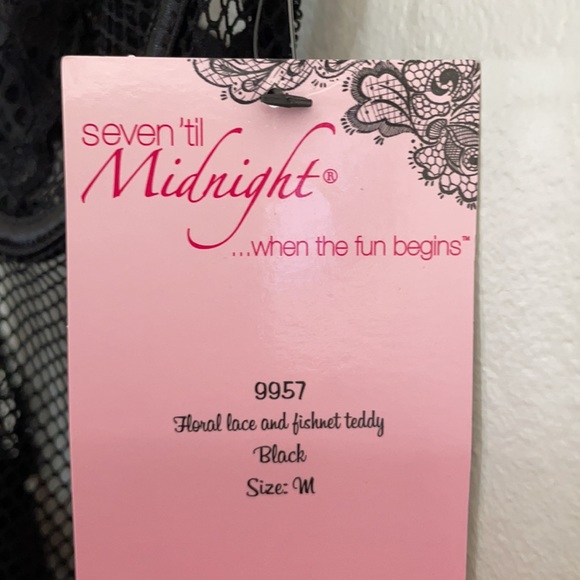 seven 'til
Midnight®
...when the fun begins™
9957
Floral lace and fishnet teddy
Black
Size: M